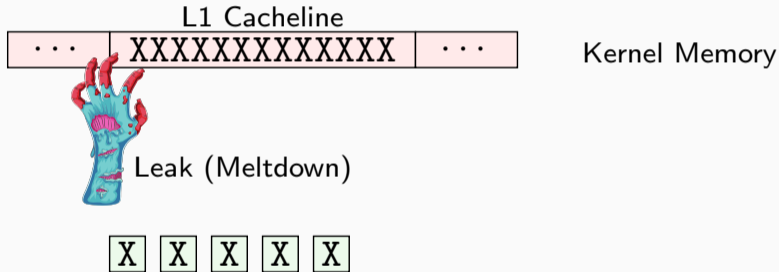 L1 Cacheline
··· XXXXXXXXXXXXX ··· Kernel Memory
Leak (Meltdown)
X X X X X